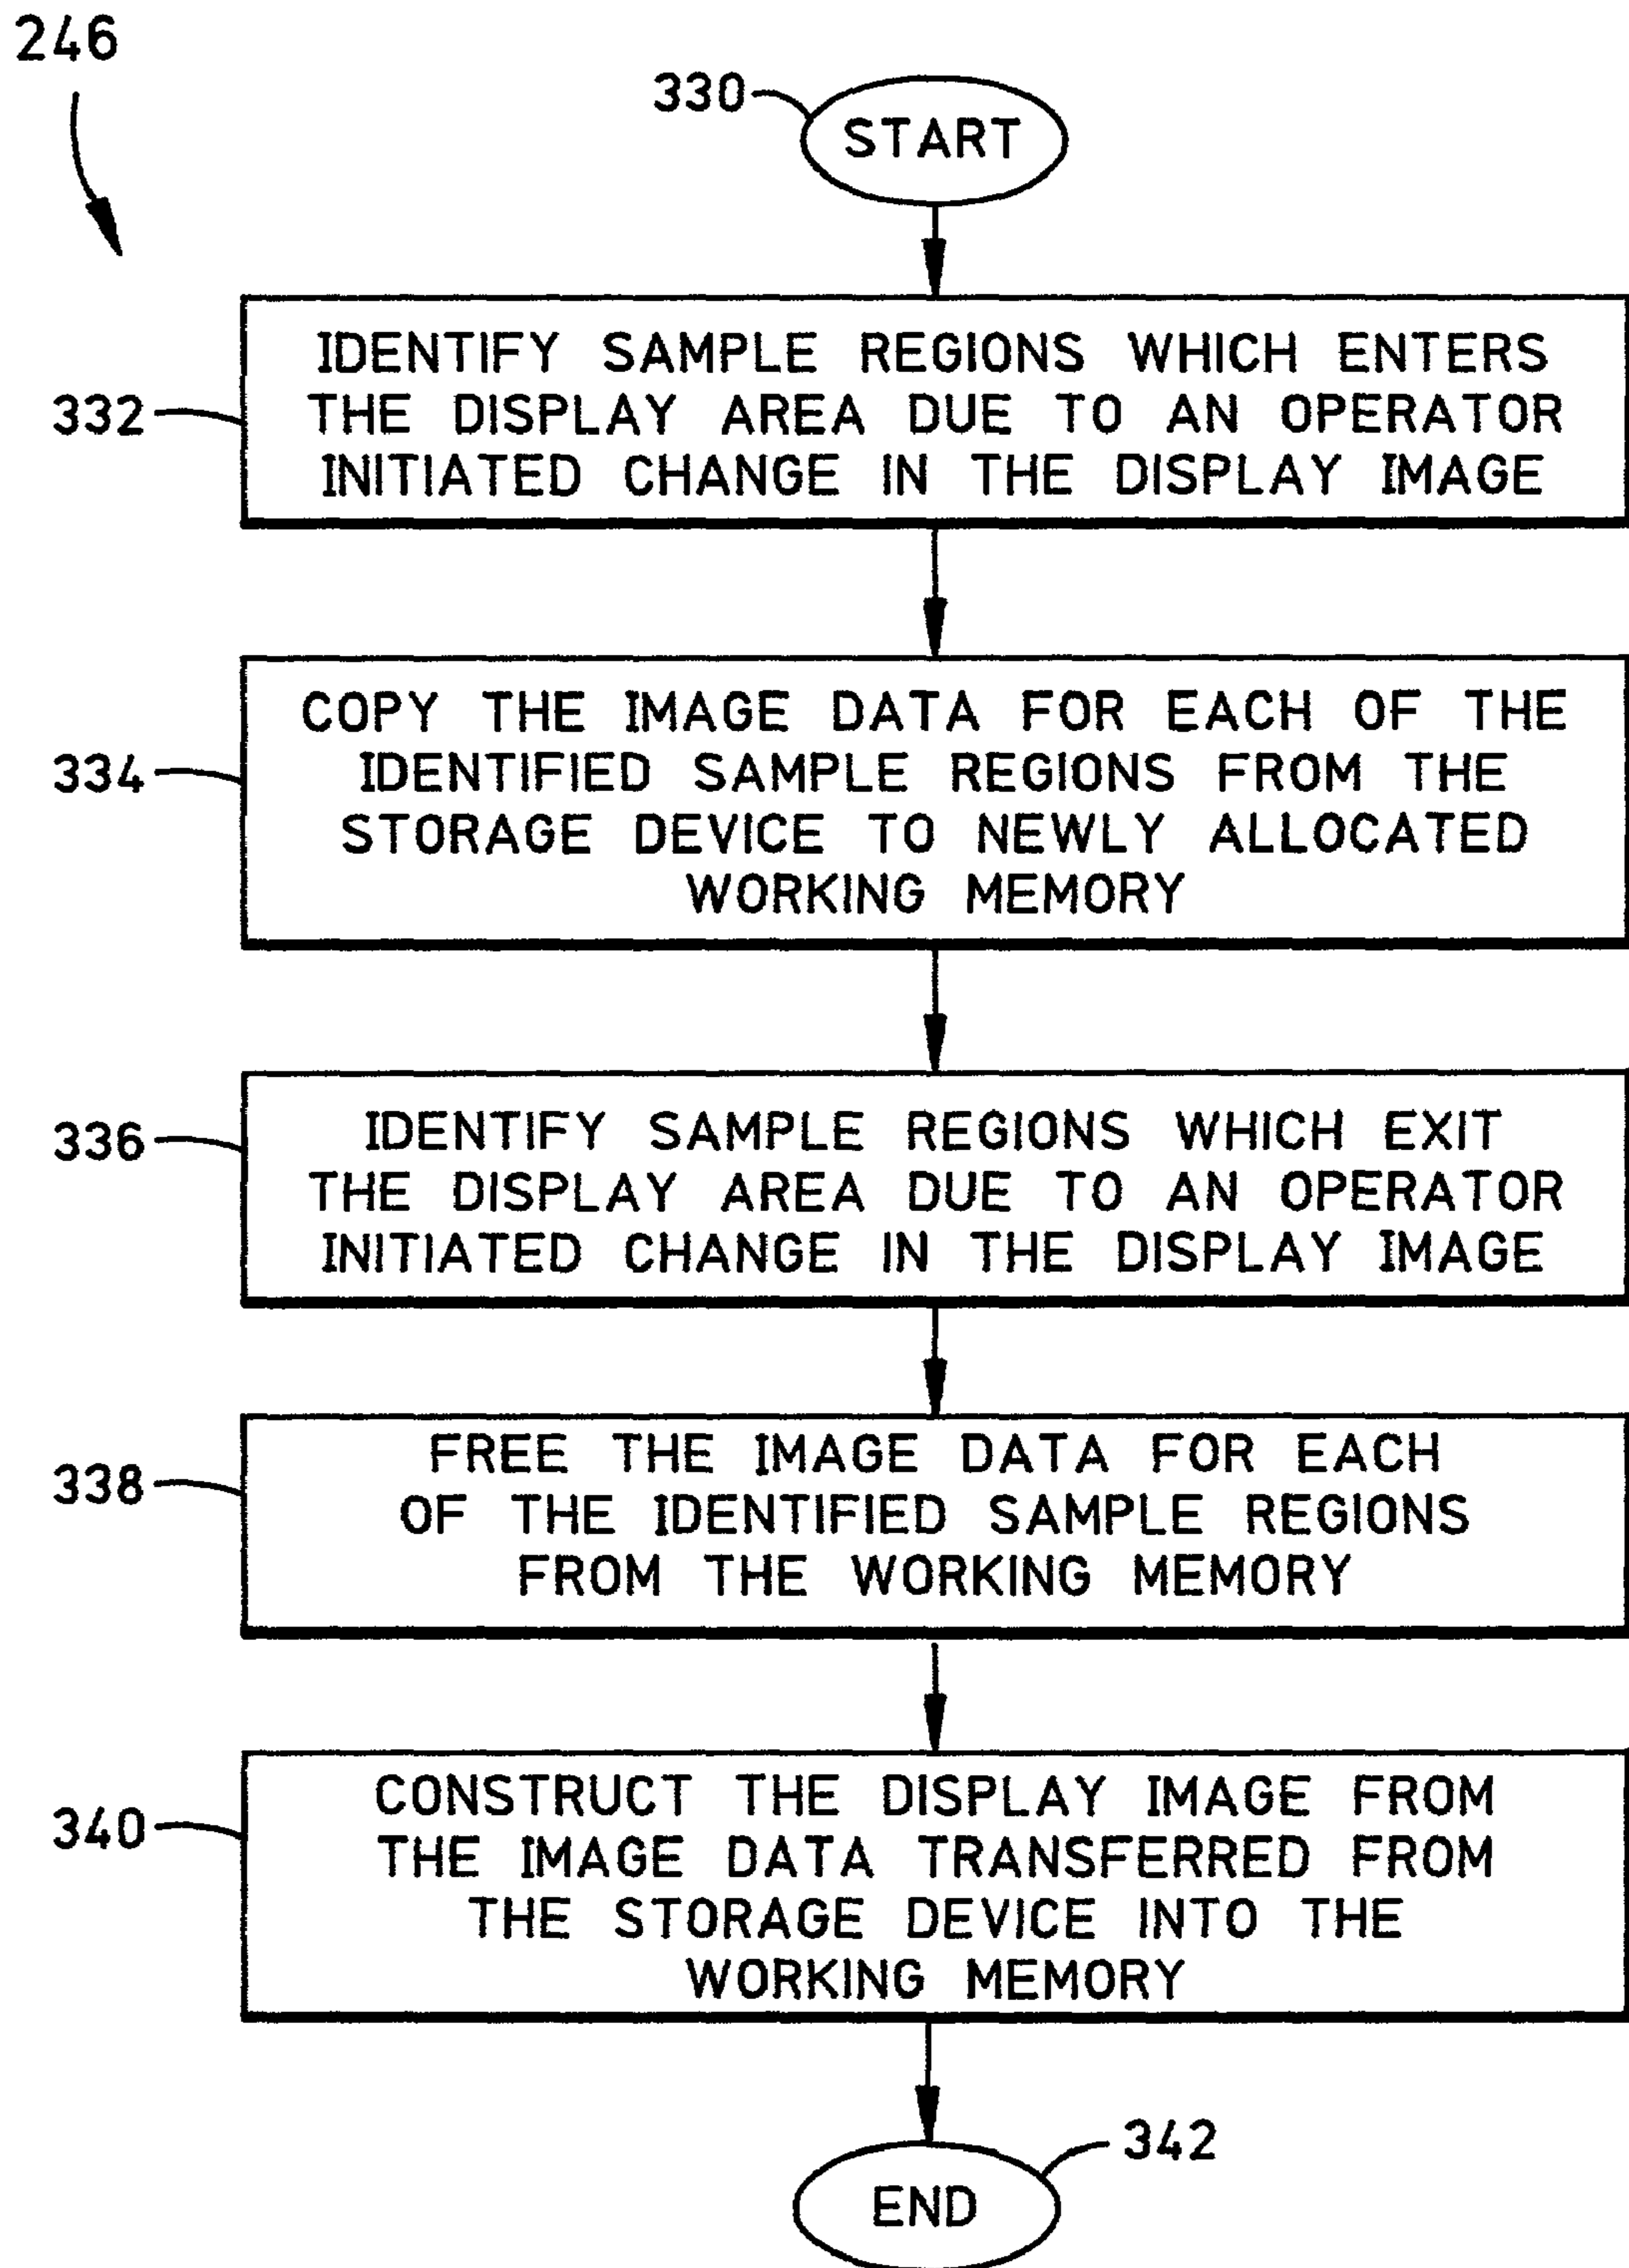 246
330
START
332
IDENTIFY SAMPLE REGIONS WHICH ENTERS
THE DISPLAY AREA DUE TO AN OPERATOR
INITIATED CHANGE IN THE DISPLAY IMAGE
334
COPY THE IMAGE DATA FOR EACH OF THE
IDENTIFIED SAMPLE REGIONS FROM THE
STORAGE DEVICE TO NEWLY ALLOCATED
WORKING MEMORY
336
IDENTIFY SAMPLE REGIONS WHICH EXIT
THE DISPLAY AREA DUE TO AN OPERATOR
INITIATED CHANGE IN THE DISPLAY IMAGE
338
FREE THE IMAGE DATA FOR EACH
OF THE IDENTIFIED SAMPLE REGIONS
FROM THE WORKING MEMORY
340
CONSTRUCT THE DISPLAY IMAGE FROM
THE IMAGE DATA TRANSFERRED FROM
THE STORAGE DEVICE INTO THE
WORKING MEMORY
342
END